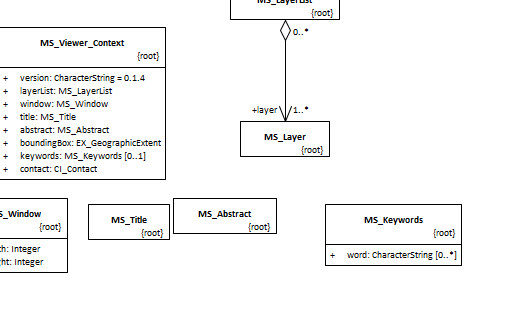 MS_LayerList
{root}
0..*
MS_Viewer_Context
{root}
+ version: CharacterString = 0.1.4
+ layerList: MS_LayerList
+ window: MS_Window
+ title: MS_Title
+ abstract: MS_Abstract
+ boundingBox: EX_GeographicExtent
+ keywords: MS_Keywords [0..1]
+ contact: CI_Contact
+layer 1..*
MS_Layer
{root}
S_Window
{root}
th: Integer
ht: Integer
MS_Title
{root}
MS_Abstract
{root}
MS_Keywords
{root}
+ word: CharacterString [0..*]